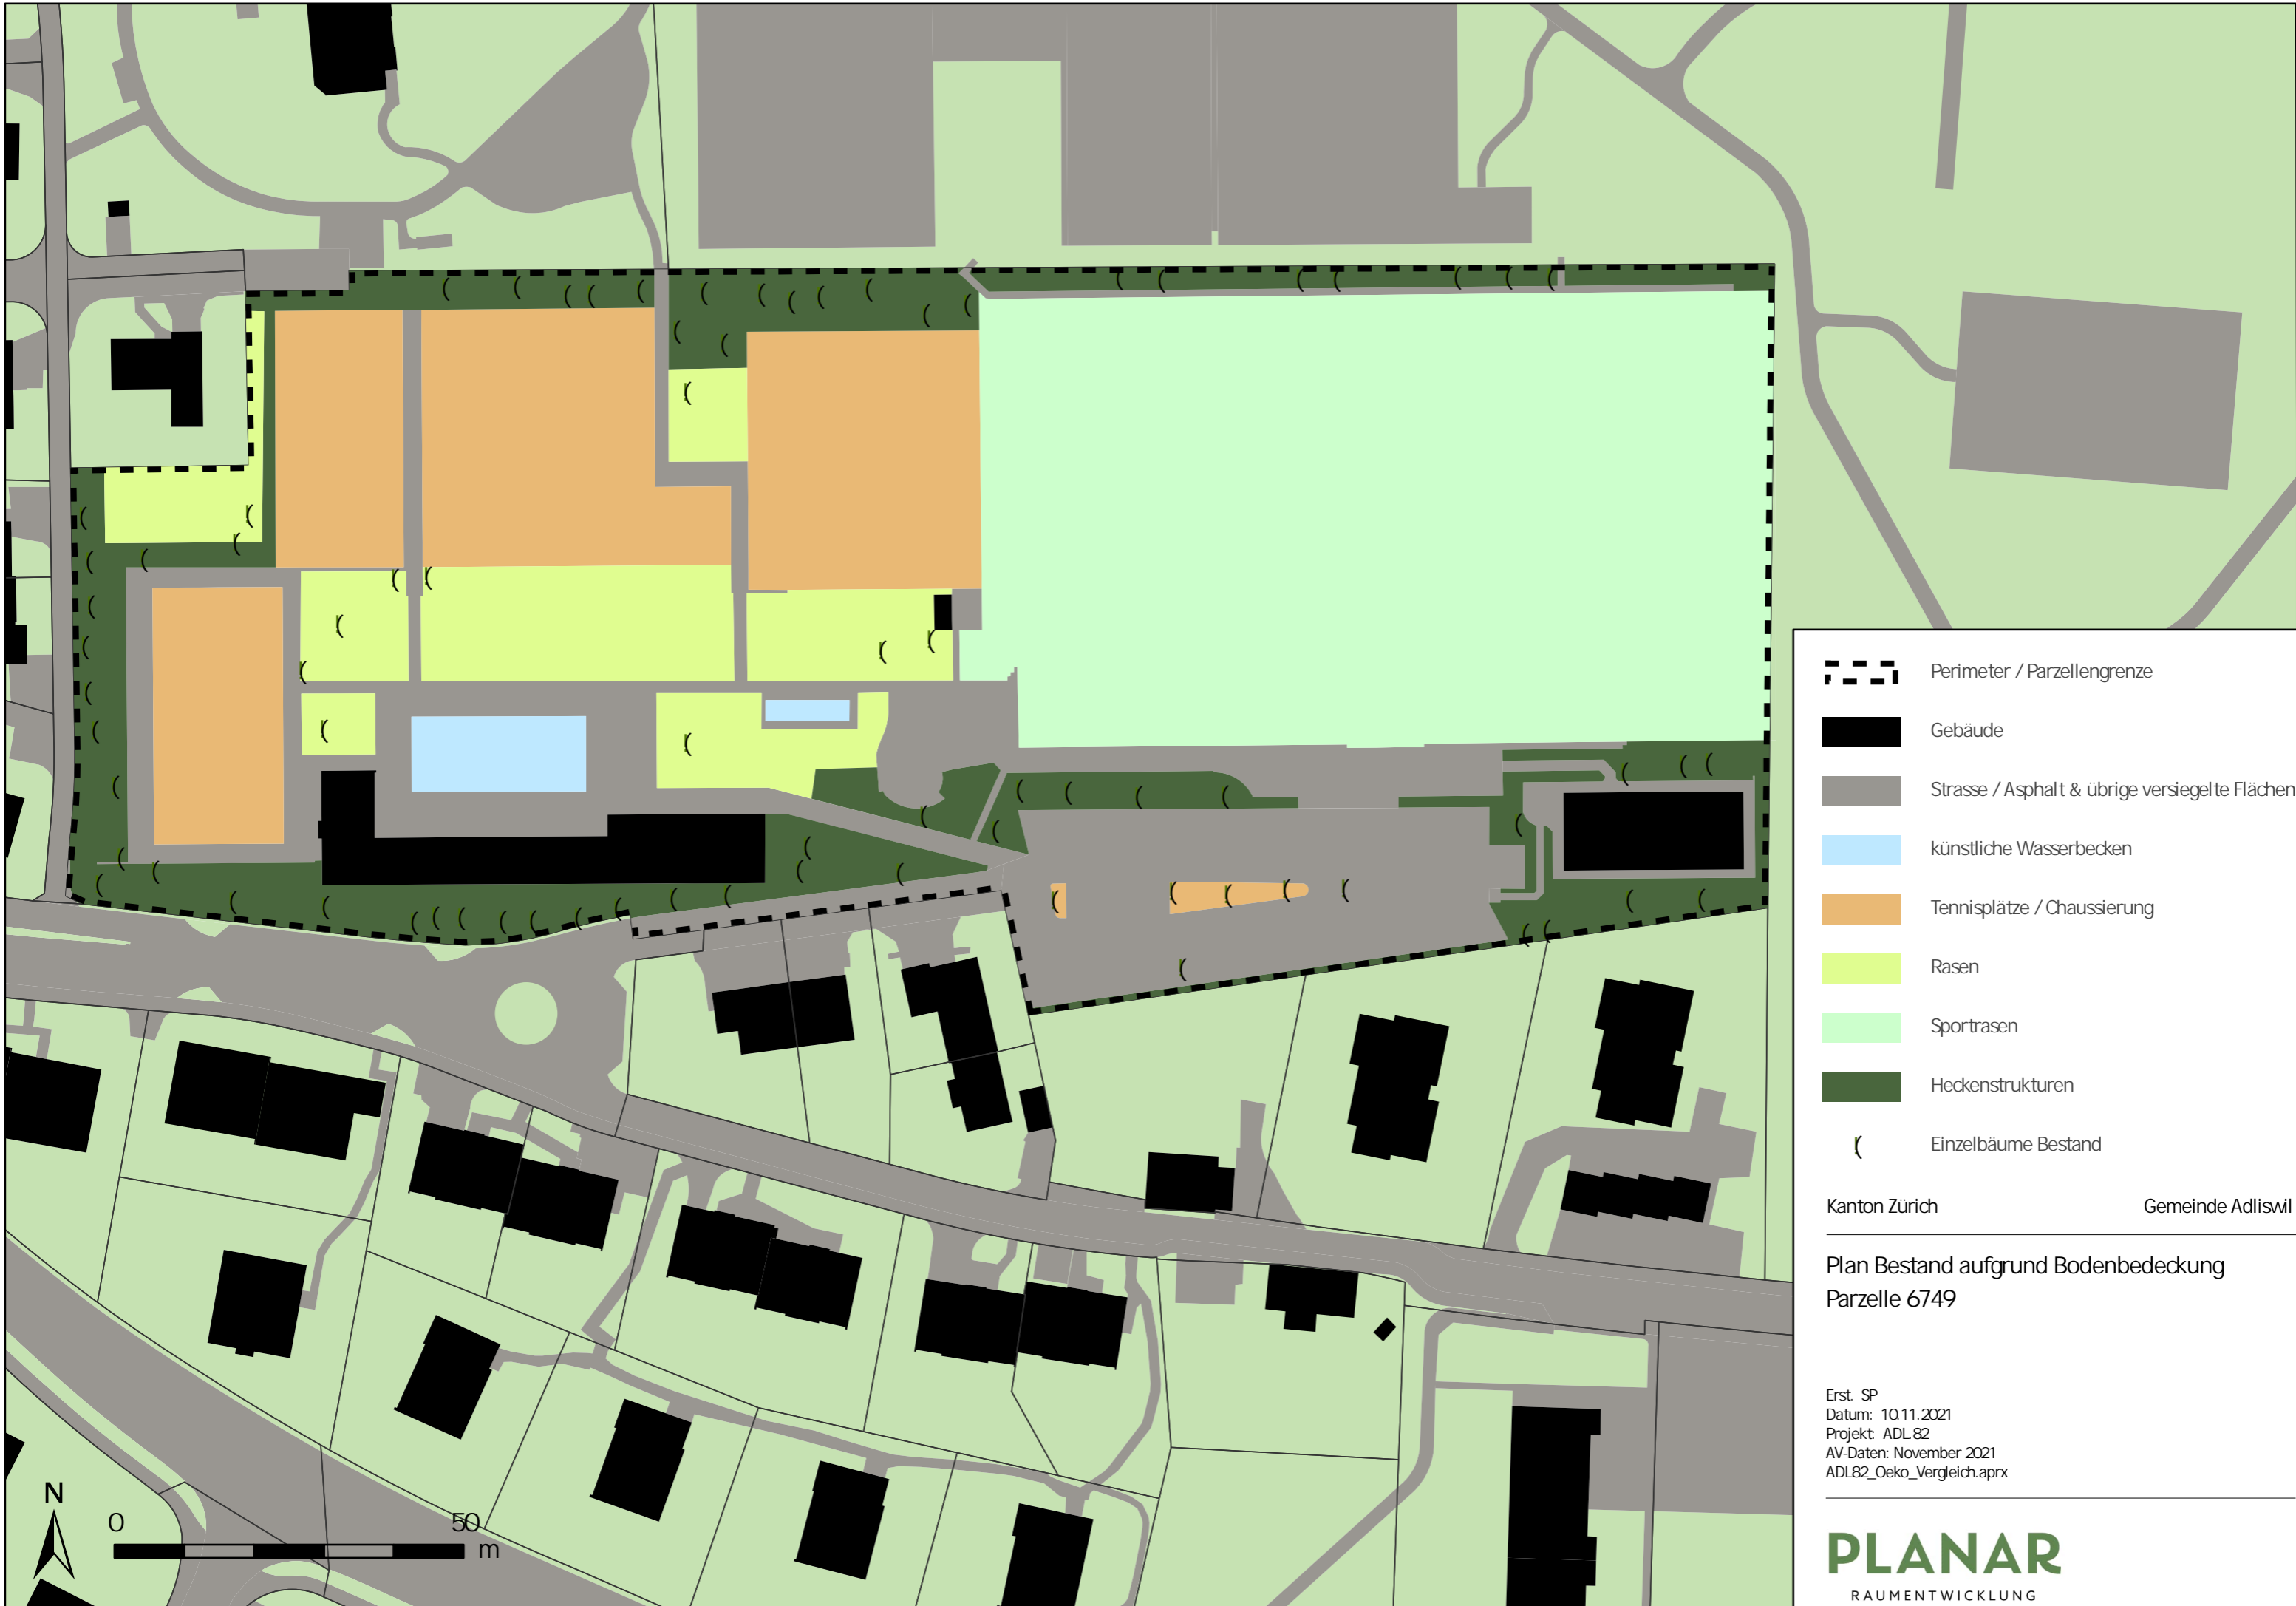 Perimeter / Parzellengrenze
Gebäude
Strasse / Asphalt & übrige versiegelte Flächen
künstliche Wasserbecken
Tennisplätze / Chaussierung
Rasen
Sportrasen
Heckenstrukturen
Einzelbäume Bestand
Kanton Zürich Gemeinde Adliswil
Plan Bestand aufgrund Bodenbedeckung
Parzelle 6749
Erst. SP
Datum: 10.11.2021
Projekt: ADL 82
AV-Daten: November 2021
ADL82_Oeko_Vergleich.aprx
PLANAR
RAUMENTWICKLUNG
N
0 50
m